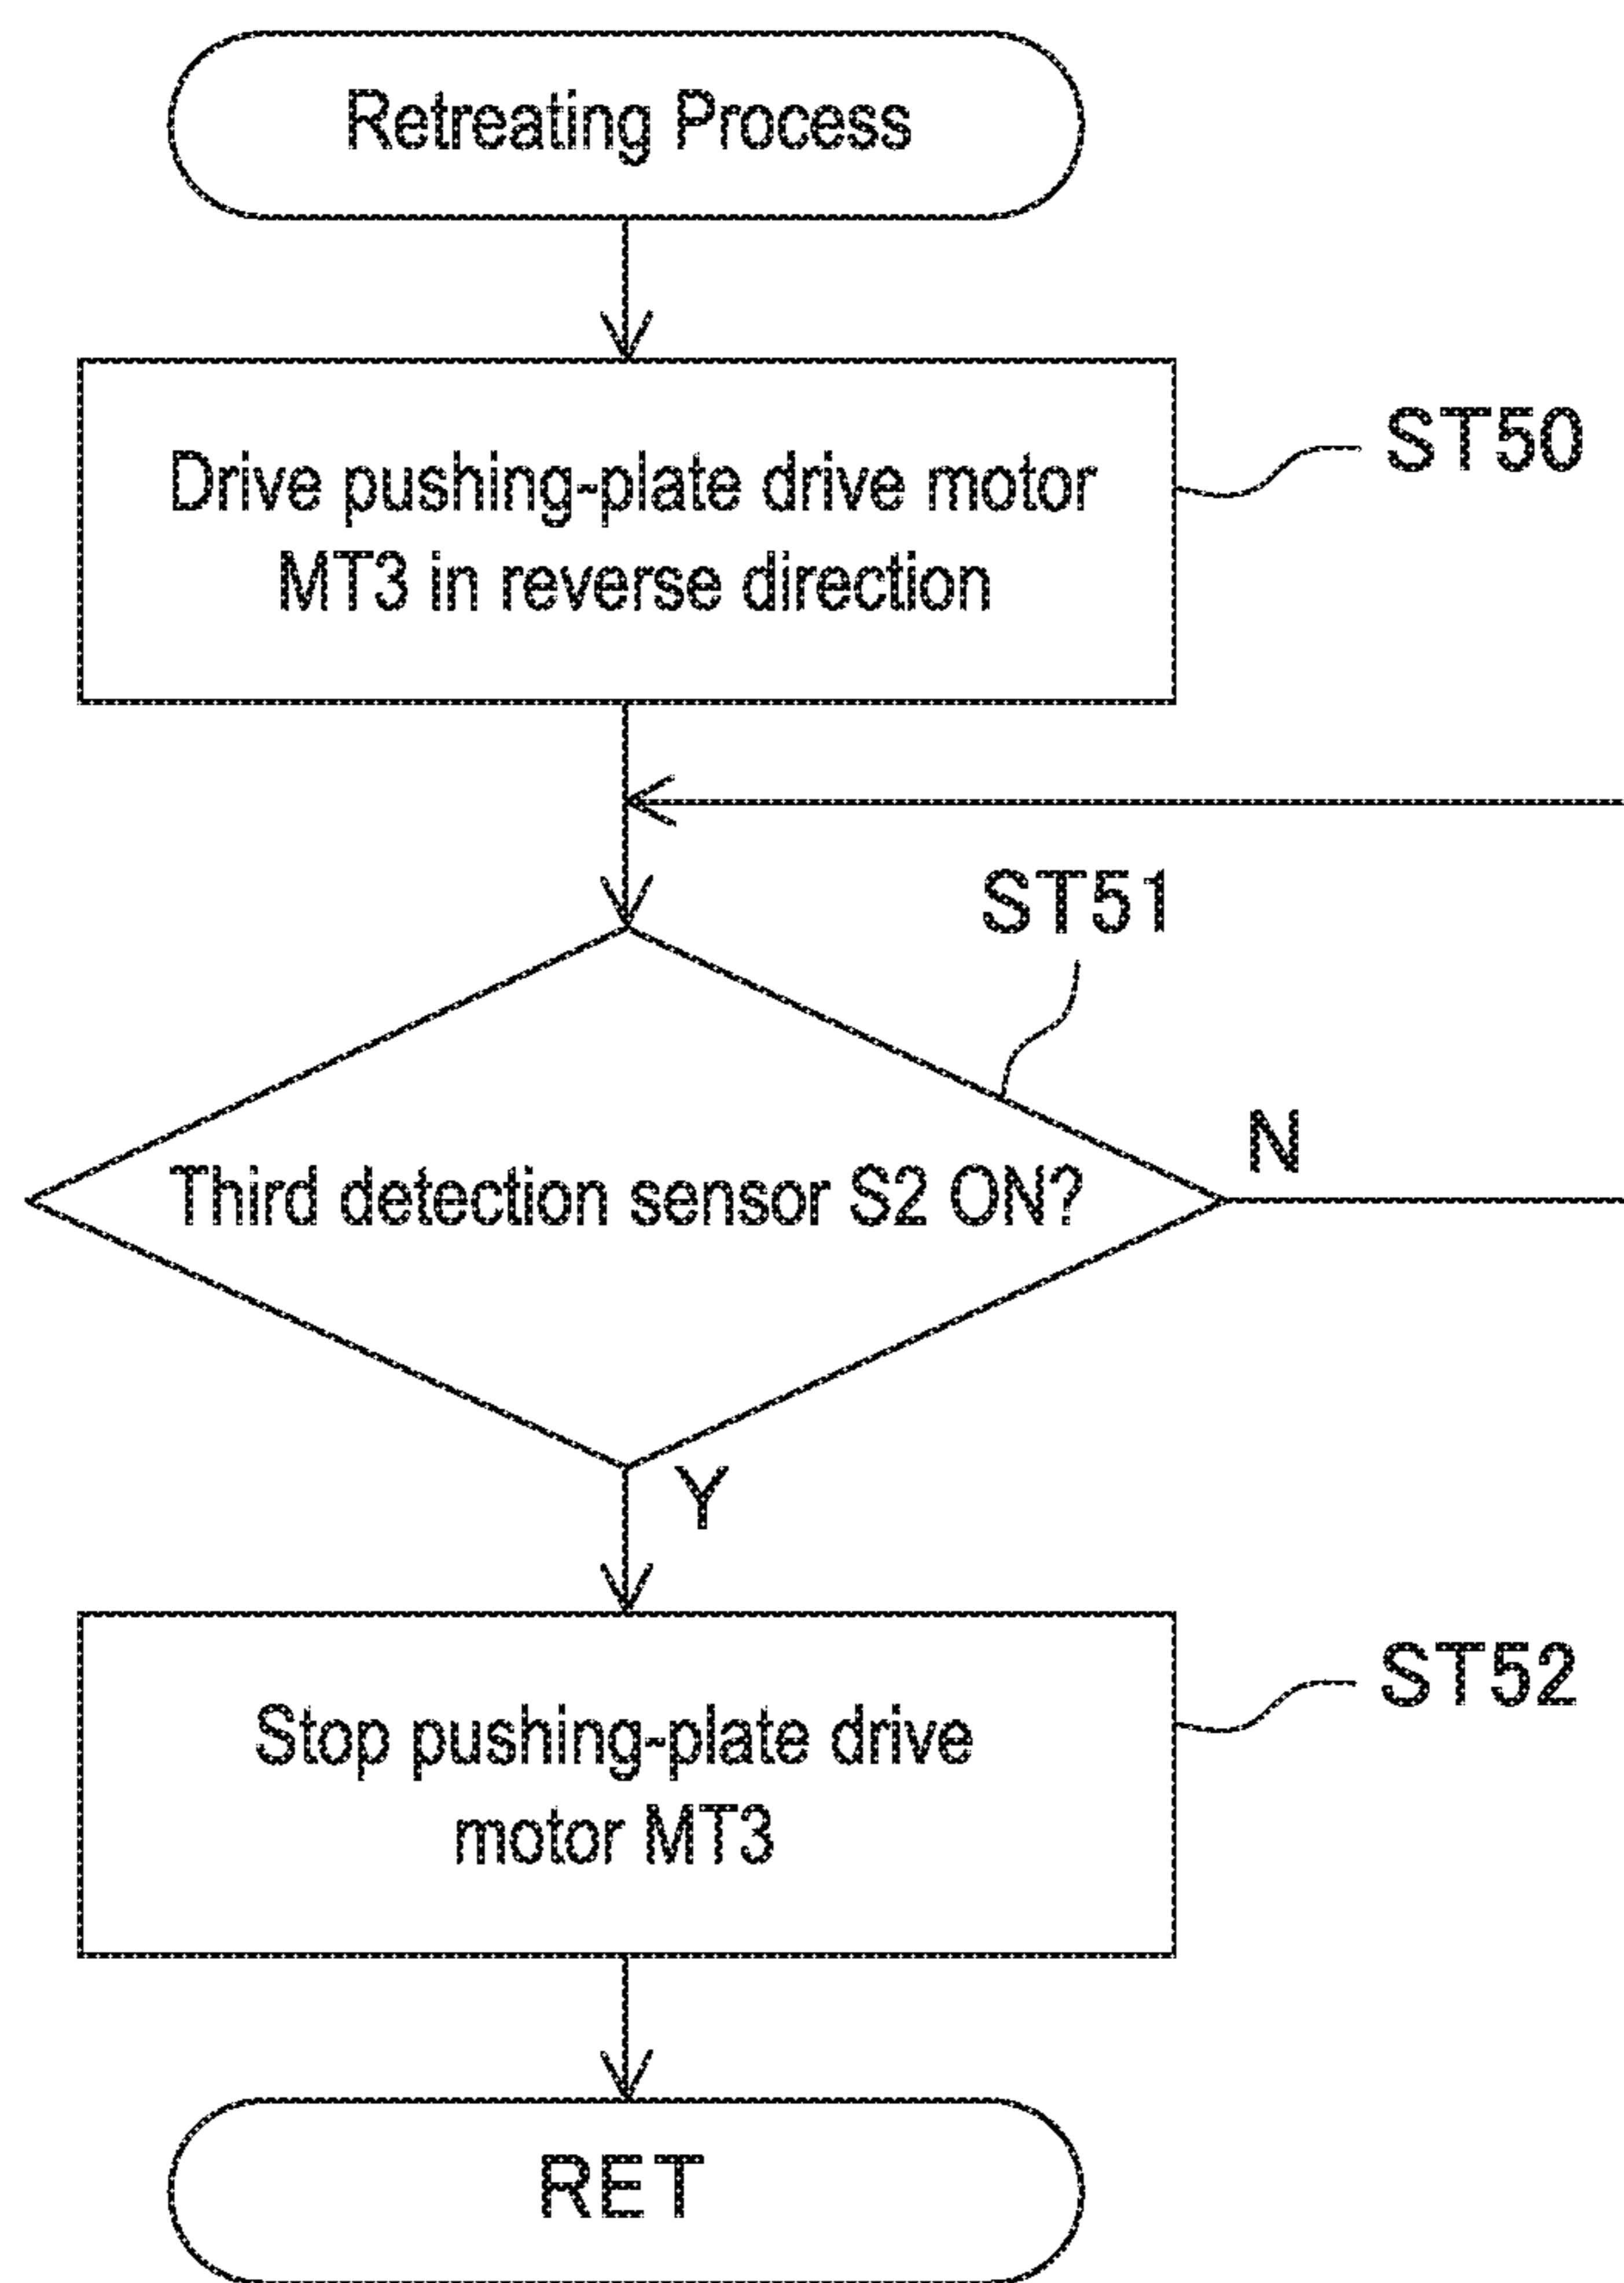 Retreating Process
Drive pushing-plate drive motor
MT3 in reverse direction
ST50
ST51
Third detection sensor S2 ON?
N
Y
Stop pushing-plate drive
motor MT3
ST52
RET